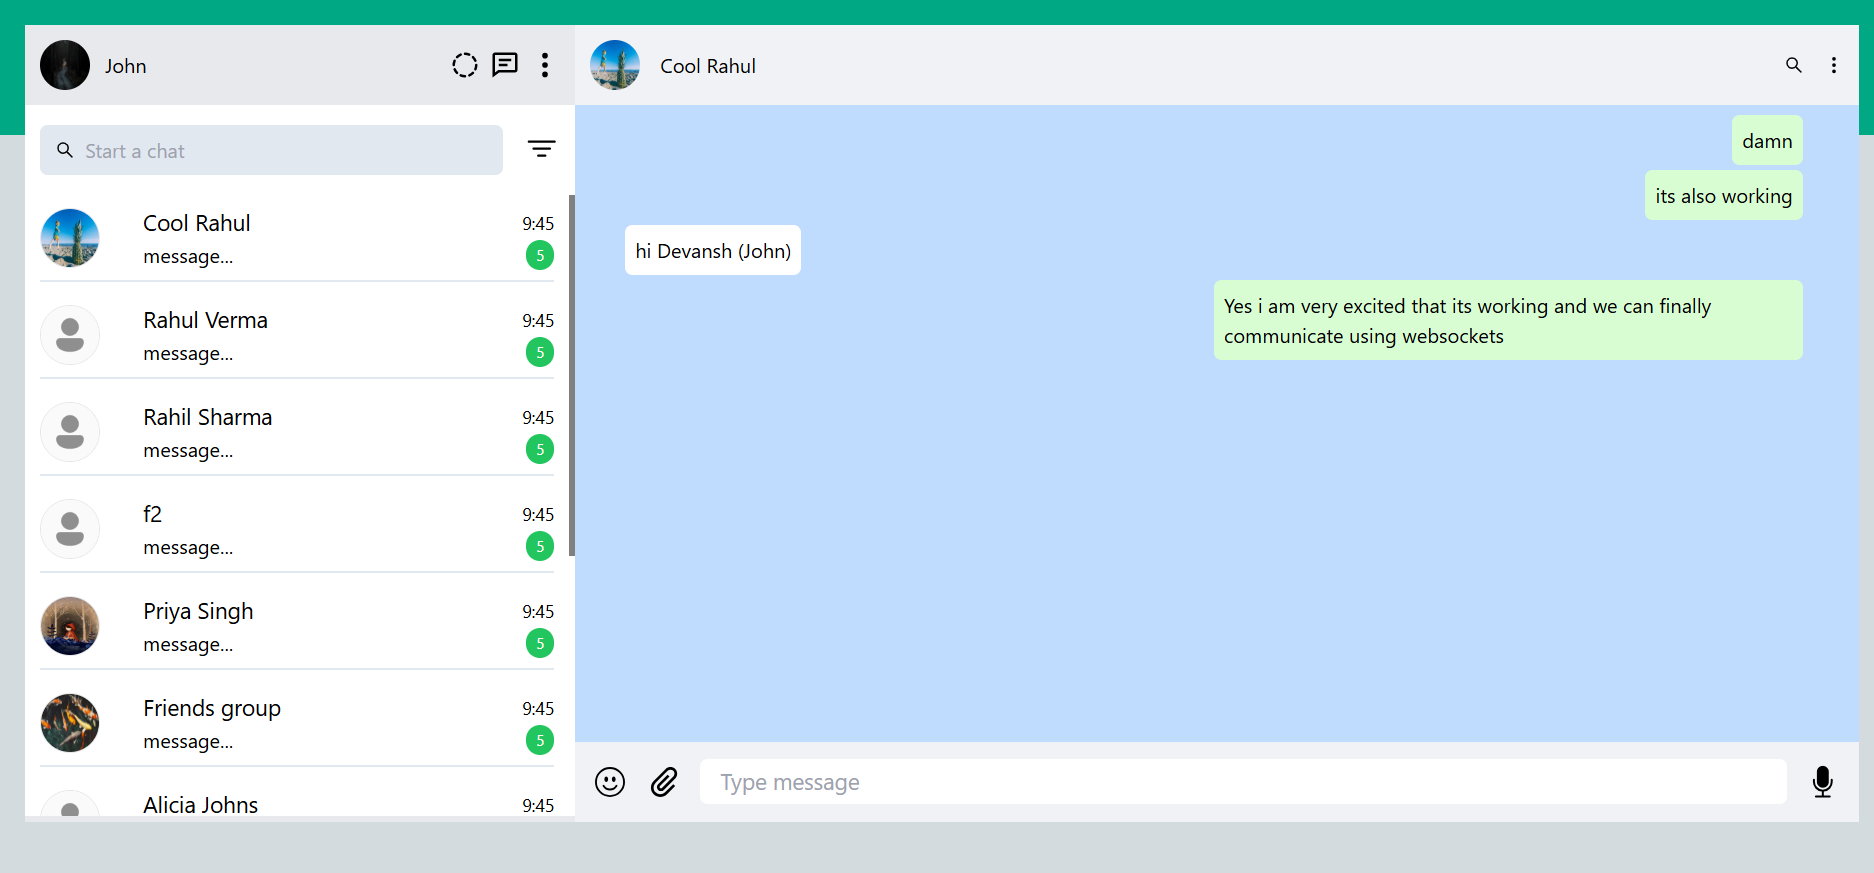 John
Start a chat
Cool Rahul
9:45
message...
5
Rahul Verma
9:45
message...
5
Rahil Sharma
9:45
message...
5
f2
9:45
message...
5
Priya Singh
9:45
message...
5
Friends group
9:45
message...
5
Alicia Johns
9:45
Cool Rahul
damn
its also working
hi Devansh (John)
Yes i am very excited that its working and we can finally
communicate using websockets
Type message